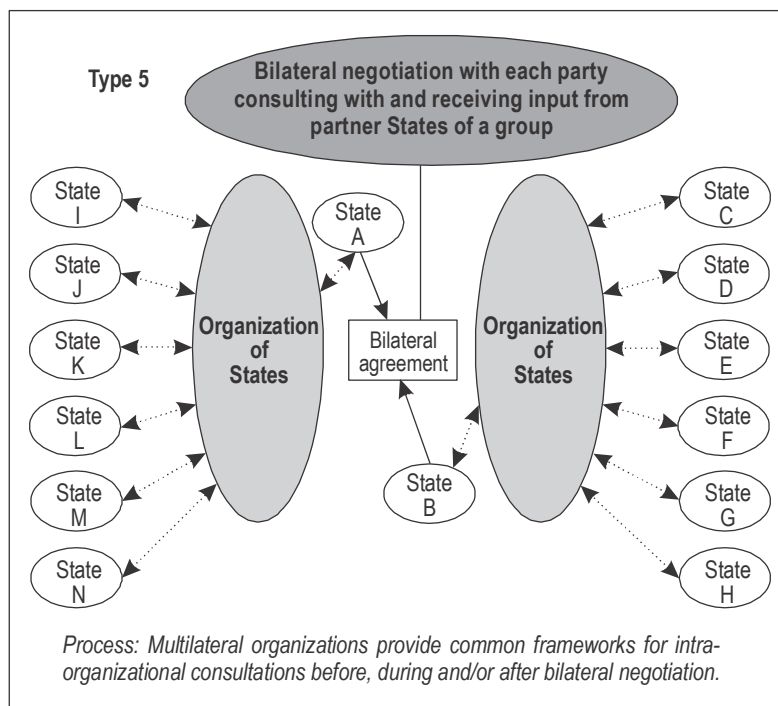 Type 5
Bilateral negotiation with each party
consulting with and receiving input from
partner States of a group
State
I
State
J
State
K
State
L
State
M
State
N
Organization
of
States
State
A
Bilateral
agreement
State
B
Organization
of
States
State
C
State
D
State
E
State
F
State
G
State
H
Process: Multilateral organizations provide common frameworks for intra-
organizational consultations before, during and/or after bilateral negotiation.